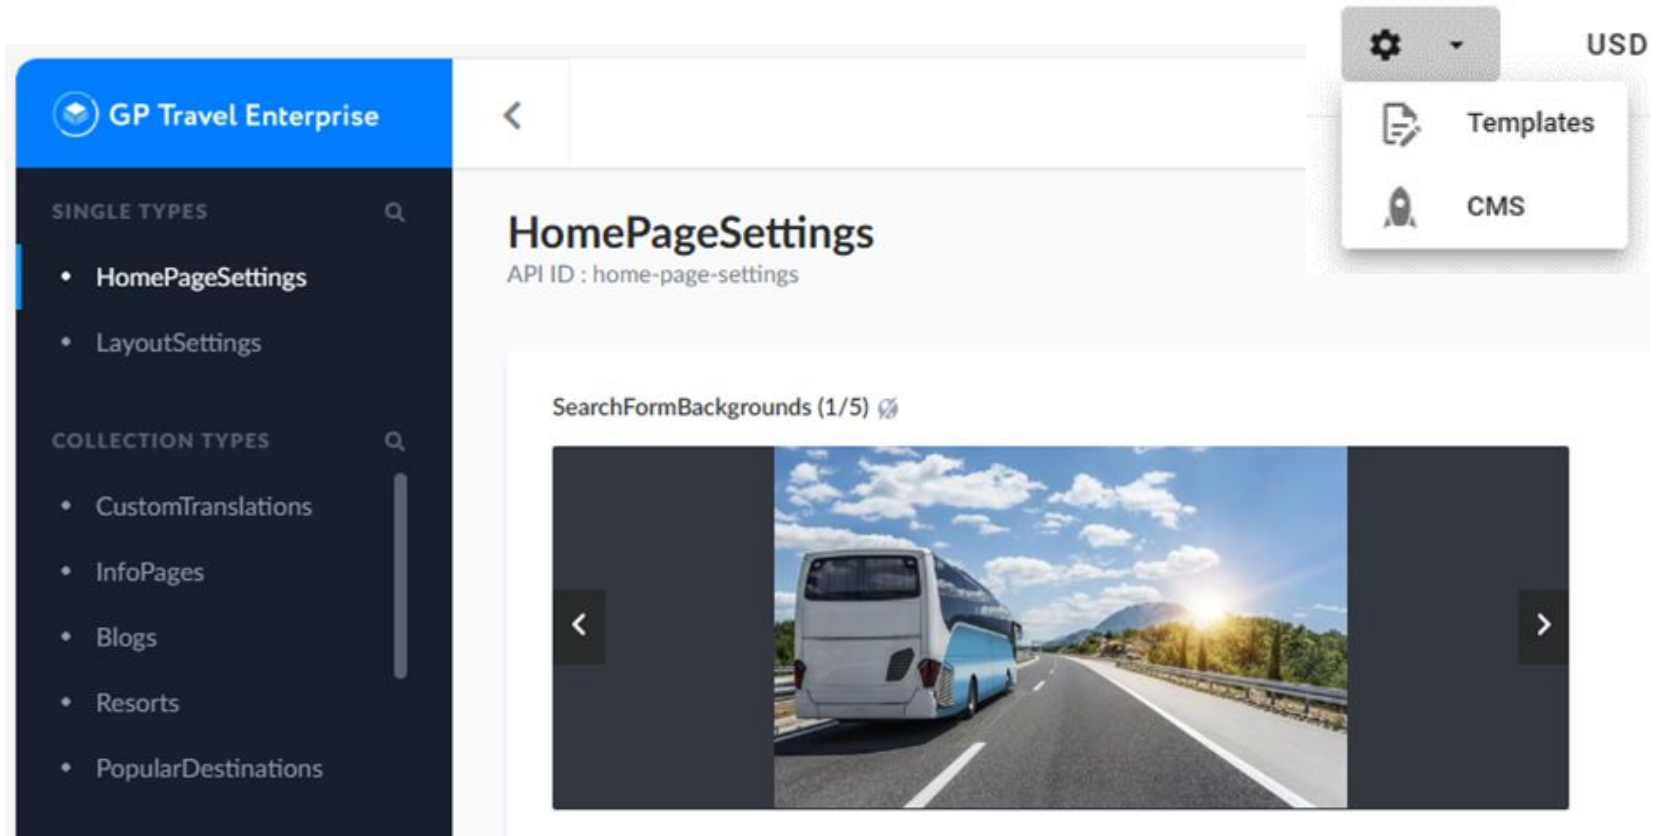 USD
Templates
CMS
GP Travel Enterprise
SINGLE TYPES
HomePageSettings
LayoutSettings
COLLECTION TYPES
CustomTranslations
InfoPages
Blogs
Resorts
PopularDestinations
HomePageSettings
API ID : home-page-settings
SearchFormBackgrounds (1/5)